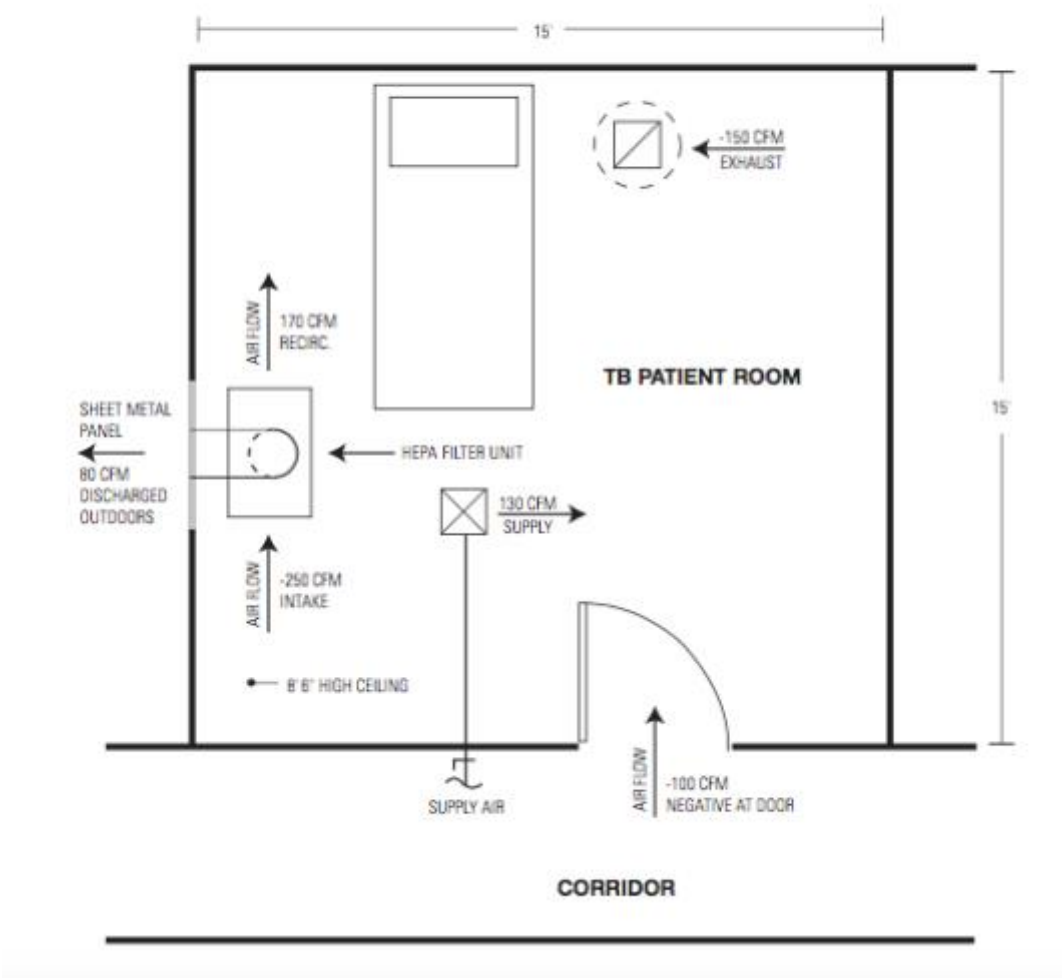 15'
-150 CFM
EXHAUST
AIR FLOW
170 CFM
RECIRC.
TB PATIENT ROOM
15'
SHEET METAL
PANEL
80 CFM
DISCHARGED
OUTDOORS
HEPA FILTER UNIT
130 CFM
SUPPLY
AIR FLOW
-250 CFM
INTAKE
8' 6" HIGH CEILING
SUPPLY AIR
AIR FLOW
-100 CFM
NEGATIVE AT DOOR
CORRIDOR